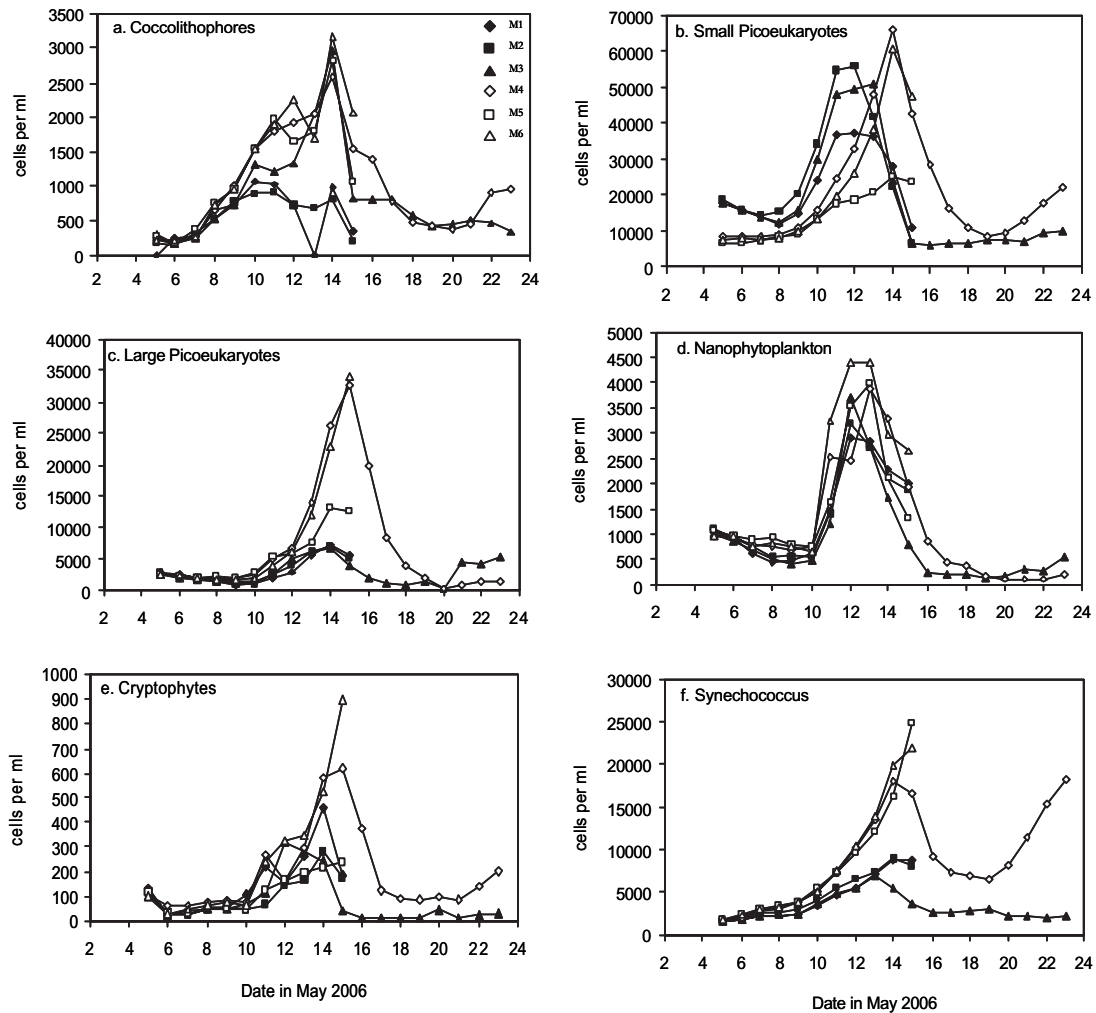 a. Coccolithophores
M1
M2
M3
M4
M5
M6
cells per ml
3500
3000
2500
2000
1500
1000
500
0
2 4 6 8 10 12 14 16 18 20 22 24
b. Small Picoeukaryotes
cells per ml
70000
60000
50000
40000
30000
20000
10000
0
2 4 6 8 10 12 14 16 18 20 22 24
c. Large Picoeukaryotes
cells per ml
40000
35000
30000
25000
20000
15000
10000
5000
0
2 4 6 8 10 12 14 16 18 20 22 24
d. Nanophytoplankton
cells per ml
5000
4500
4000
3500
3000
2500
2000
1500
1000
500
0
2 4 6 8 10 12 14 16 18 20 22 24
e. Cryptophytes
cells per ml
1000
900
800
700
600
500
400
300
200
100
0
2 4 6 8 10 12 14 16 18 20 22 24
Date in May 2006
f. Synechococcus
cells per ml
30000
25000
20000
15000
10000
5000
0
2 4 6 8 10 12 14 16 18 20 22 24
Date in May 2006